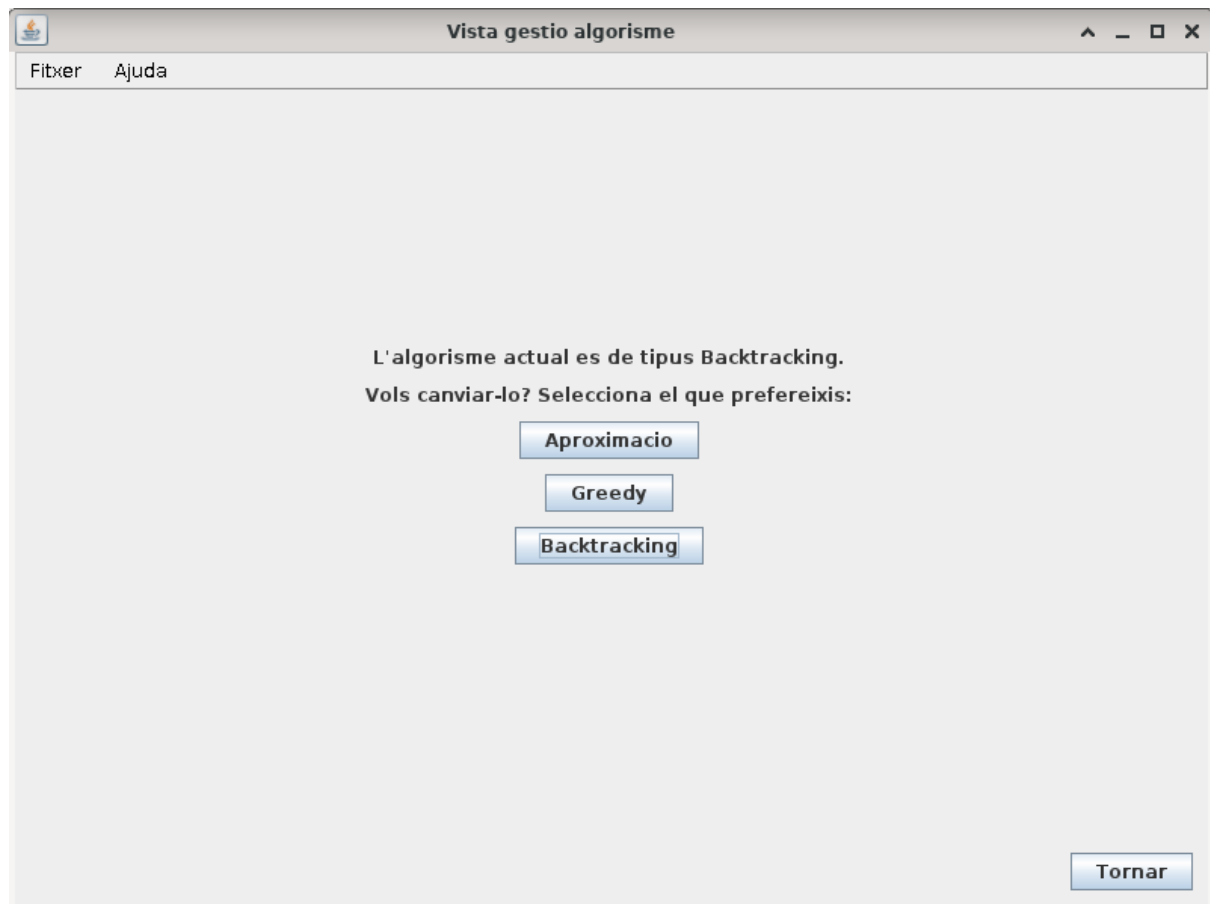 Vista gestio algorisme
Fitxer Ajuda
L'algorisme actual es de tipus Backtracking.
Vols canviar-lo? Selecciona el que prefereixis:
Aproximacio
Greedy
Backtracking
Tornar